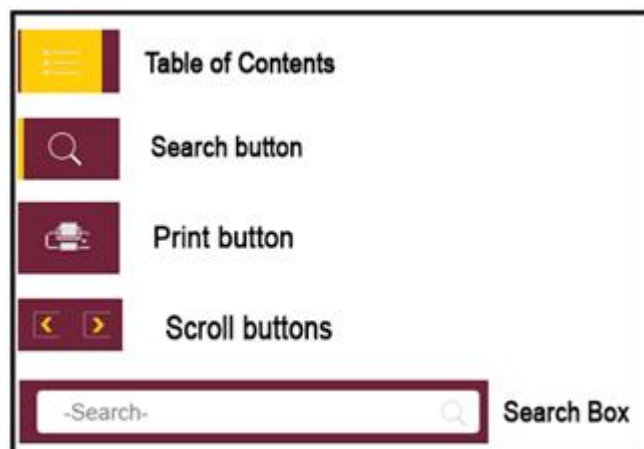 Table of Contents
Search button
Print button
Scroll buttons
-Search-
Search Box